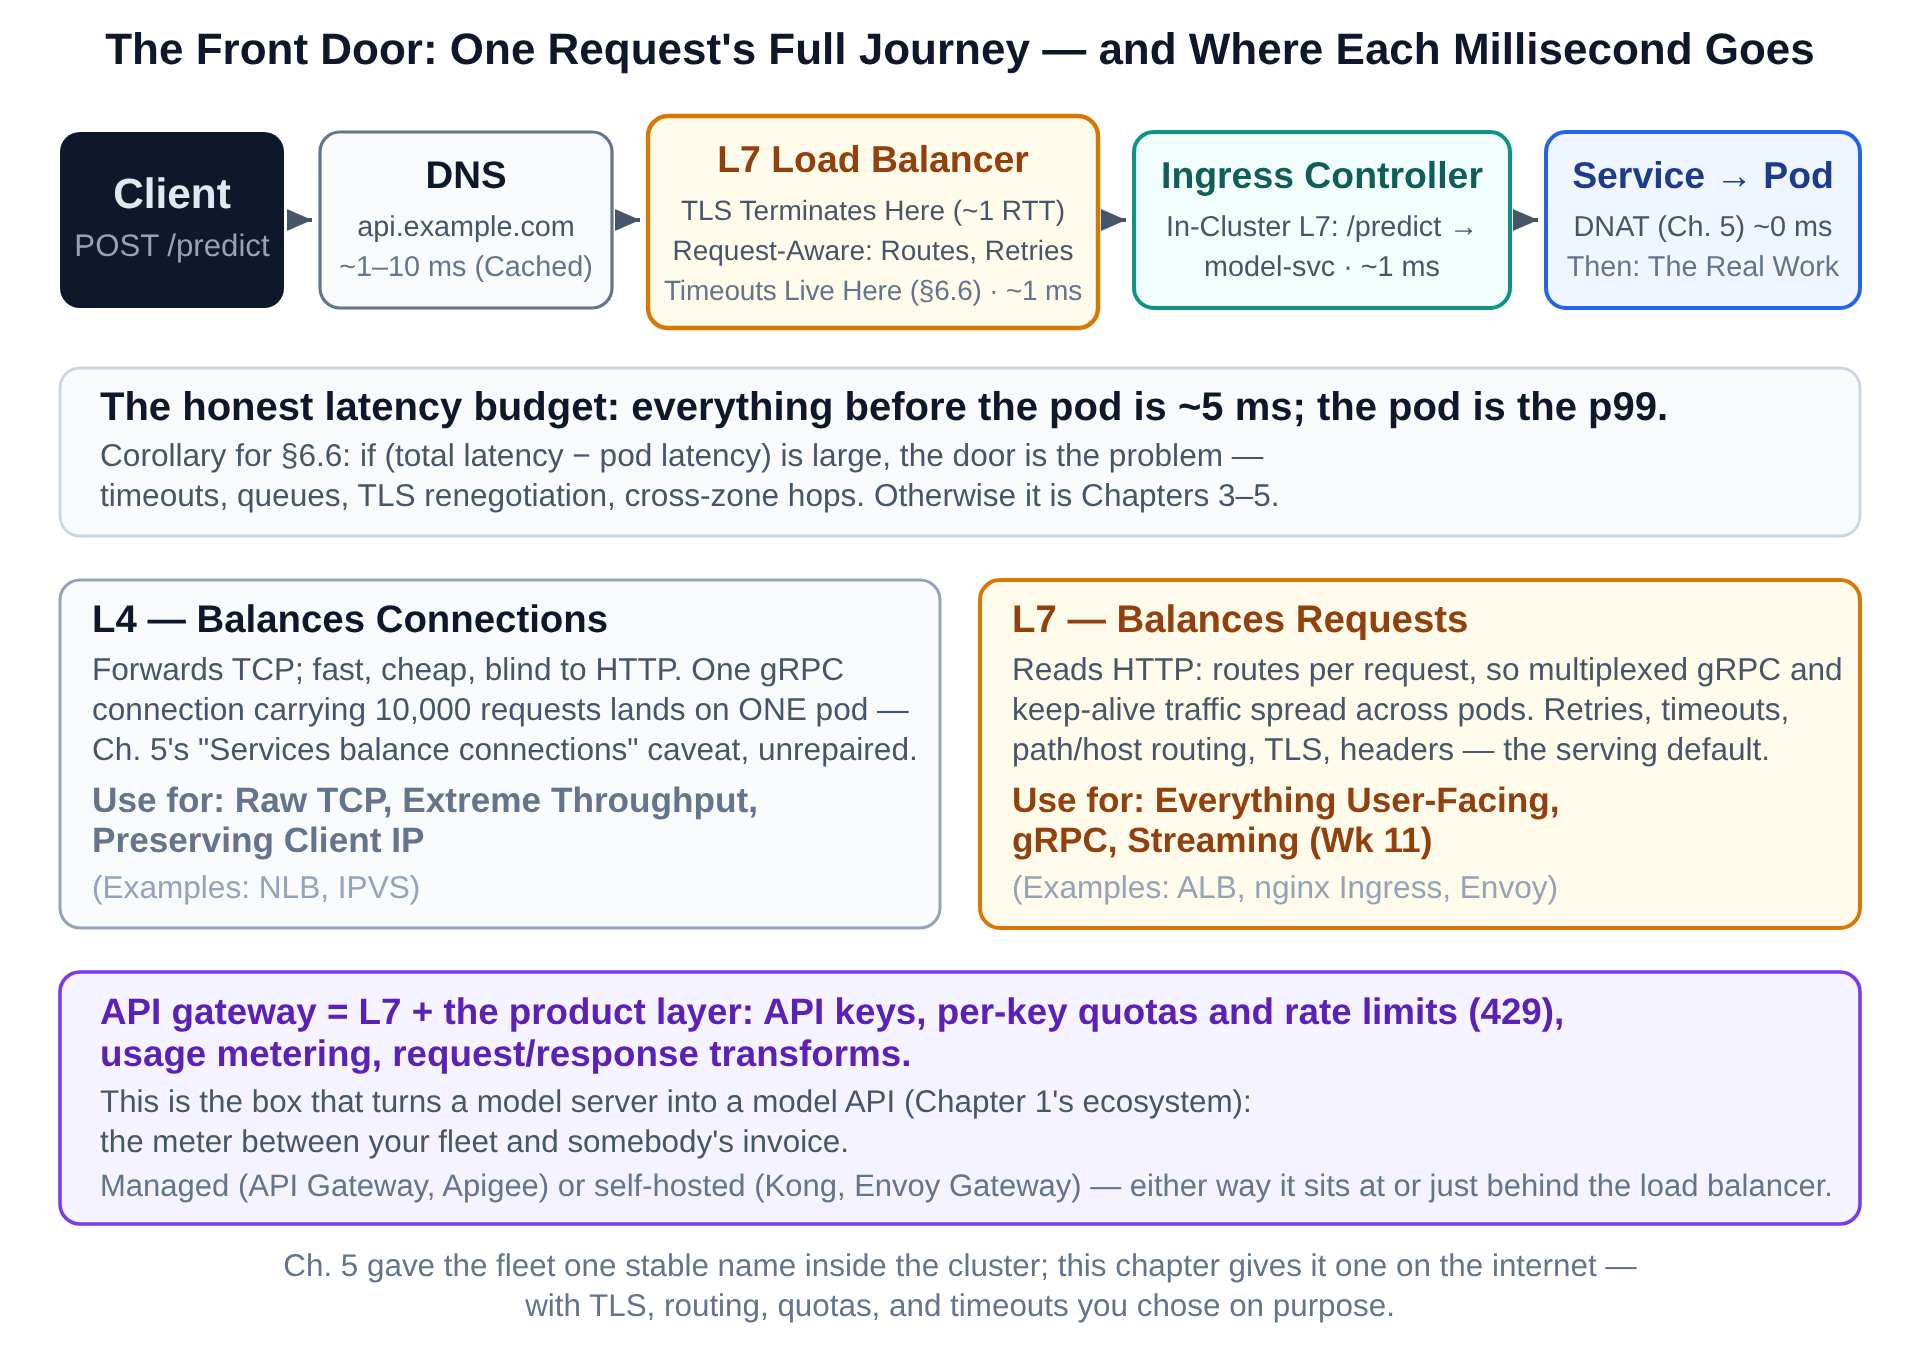 The Front Door: One Request's Full Journey — and Where Each Millisecond Goes
Client
POST /predict
DNS
api.example.com
~1–10 ms (Cached)
L7 Load Balancer
TLS Terminates Here (~1 RTT)
Request-Aware: Routes, Retries
Timeouts Live Here (§6.6) · ~1 ms
Ingress Controller
In-Cluster L7: /predict →
model-svc · ~1 ms
Service → Pod
DNAT (Ch. 5) ~0 ms
Then: The Real Work
The honest latency budget: everything before the pod is ~5 ms; the pod is the p99.
Corollary for §6.6: if (total latency − pod latency) is large, the door is the problem —
timeouts, queues, TLS renegotiation, cross-zone hops. Otherwise it is Chapters 3–5.
L4 — Balances Connections
Forwards TCP; fast, cheap, blind to HTTP. One gRPC
connection carrying 10,000 requests lands on ONE pod —
Ch. 5's "Services balance connections" caveat, unrepaired.
Use for: Raw TCP, Extreme Throughput,
Preserving Client IP
(Examples: NLB, IPVS)
L7 — Balances Requests
Reads HTTP: routes per request, so multiplexed gRPC and
keep-alive traffic spread across pods. Retries, timeouts,
path/host routing, TLS, headers — the serving default.
Use for: Everything User-Facing,
gRPC, Streaming (Wk 11)
(Examples: ALB, nginx Ingress, Envoy)
API gateway = L7 + the product layer: API keys, per-key quotas and rate limits (429),
usage metering, request/response transforms.
This is the box that turns a model server into a model API (Chapter 1's ecosystem):
the meter between your fleet and somebody's invoice.
Managed (API Gateway, Apigee) or self-hosted (Kong, Envoy Gateway) — either way it sits at or just behind the load balancer.
Ch. 5 gave the fleet one stable name inside the cluster; this chapter gives it one on the internet —
with TLS, routing, quotas, and timeouts you chose on purpose.